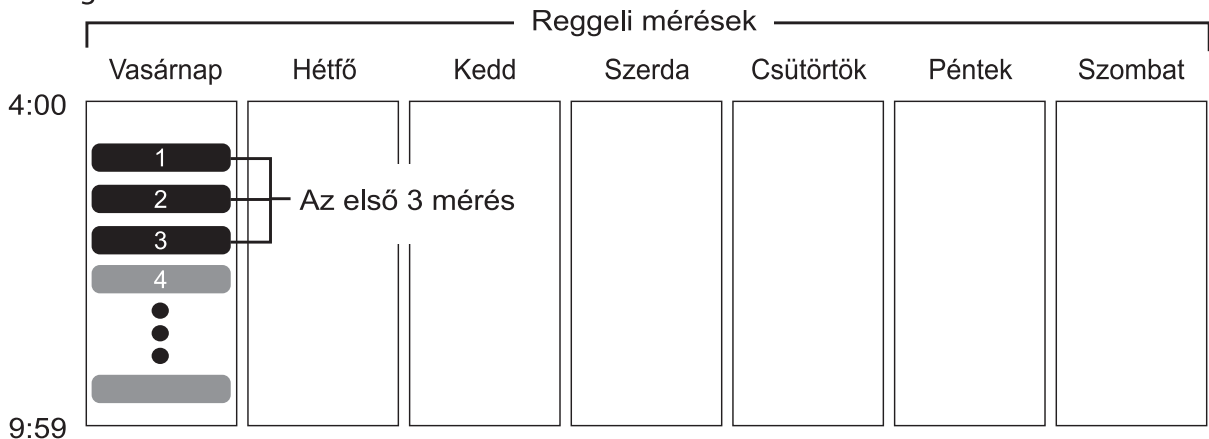 Reggeli mérések
Vasárnap Hétfő Kedd Szerda Csütörtök Péntek Szombat
4:00
1
2
Az első 3 mérés
3
4
9:59